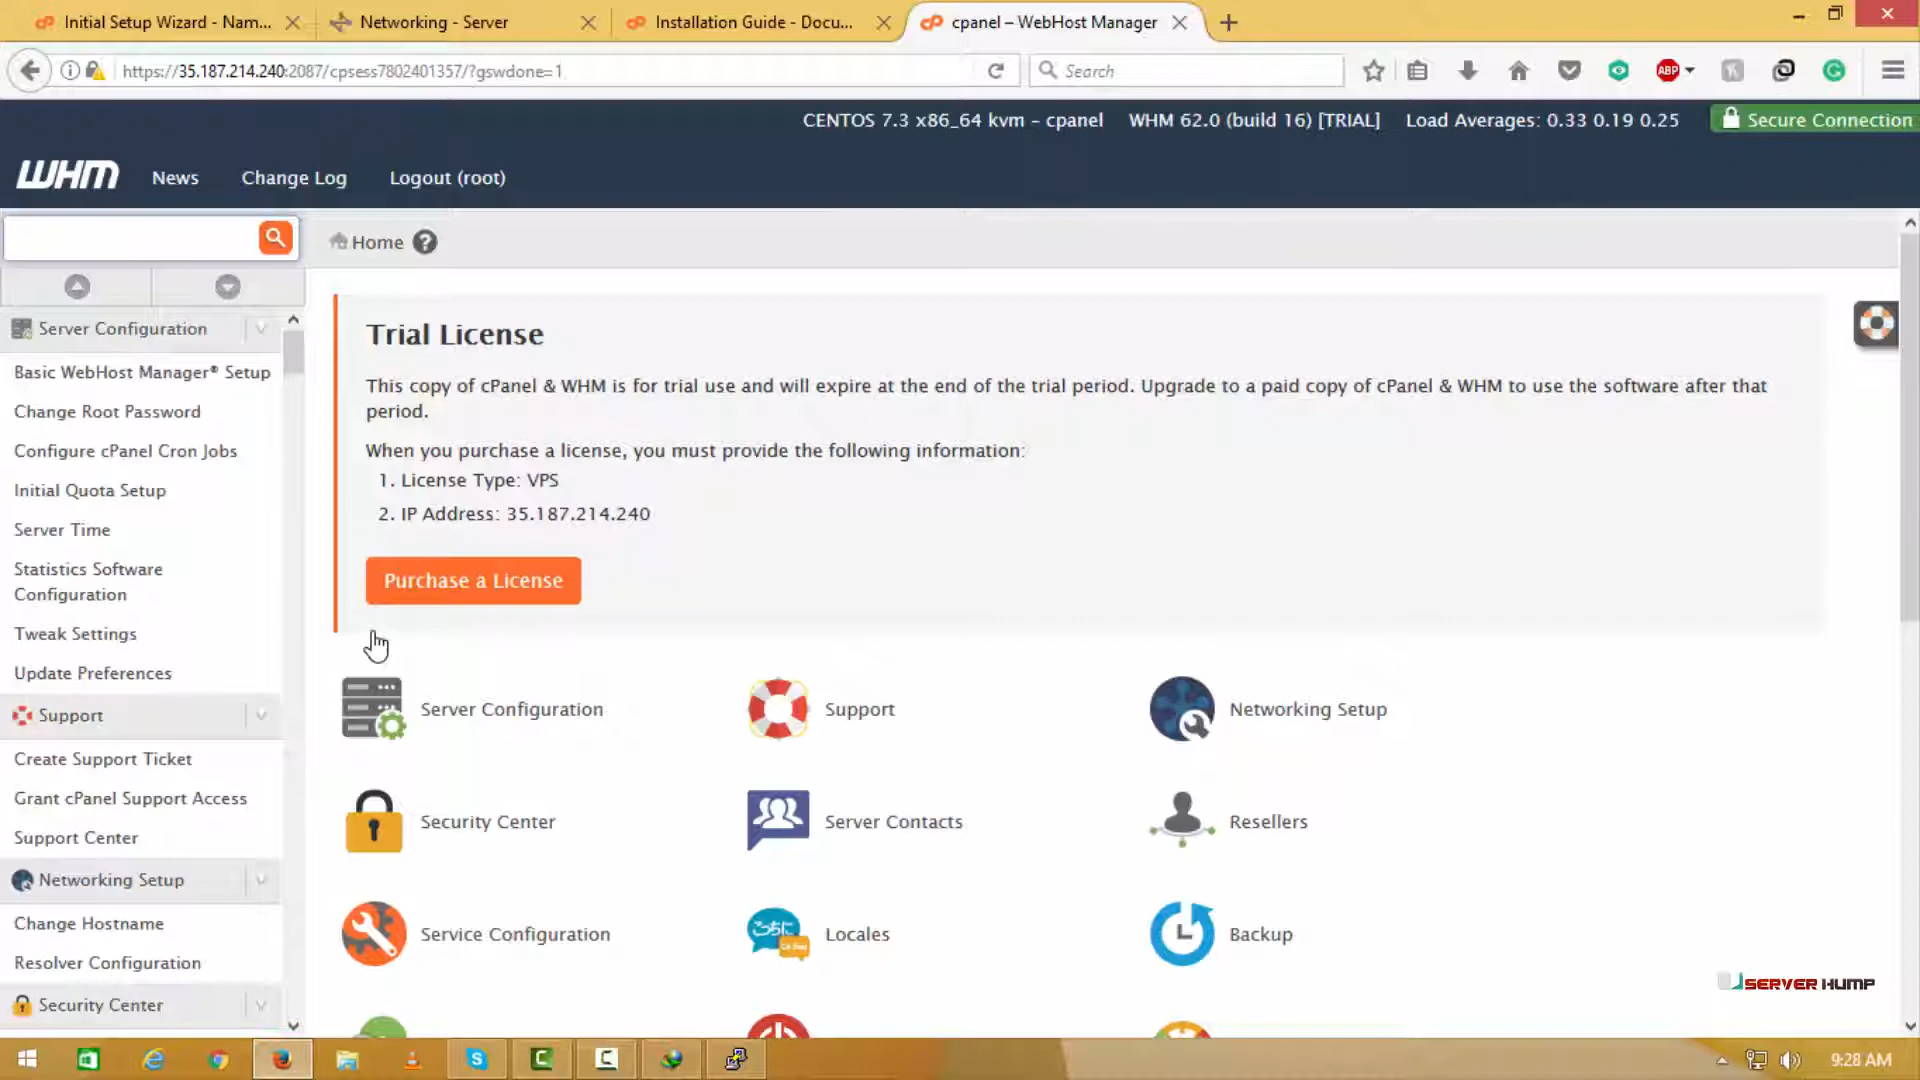 Initial Setup Wizard - Nam...
Networking - Server
Installation Guide - Docu...
cpanel – WebHost Manager
https://35.187.214.240:2087/cpsess7802401357/?gswdone=1
Search
ABP
CENTOS 7.3 x86_64 kvm – cpanel
WHM 62.0 (build 16) [TRIAL]
Load Averages: 0.33 0.19 0.25
Secure Connection
WHM
News
Change Log
Logout (root)
Home
Server Configuration
Basic WebHost Manager® Setup
Change Root Password
Configure cPanel Cron Jobs
Initial Quota Setup
Server Time
Statistics Software
Configuration
Tweak Settings
Update Preferences
Support
Create Support Ticket
Grant cPanel Support Access
Support Center
Networking Setup
Change Hostname
Resolver Configuration
Security Center
Trial License
This copy of cPanel & WHM is for trial use and will expire at the end of the trial period. Upgrade to a paid copy of cPanel & WHM to use the software after that
period.
When you purchase a license, you must provide the following information:
1. License Type: VPS
2. IP Address: 35.187.214.240
Purchase a License
Server Configuration
Support
Networking Setup
Security Center
Server Contacts
Resellers
Service Configuration
Locales
Backup
SERVER HUMP
9:28 AM